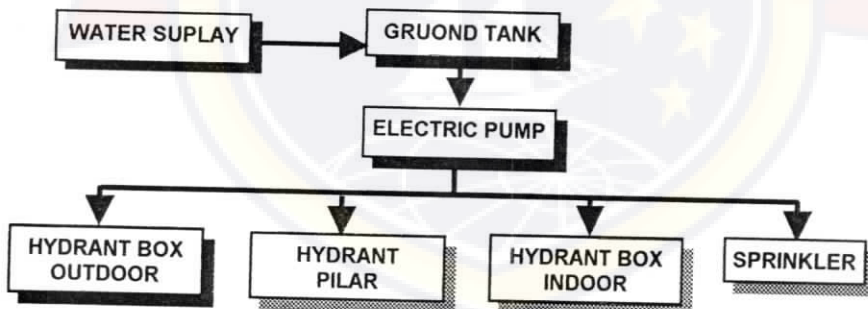 WATER SUPLAY
GRUOND TANK
ELECTRIC PUMP
HYDRANT BOX
OUTDOOR
HYDRANT
PILAR
HYDRANT BOX
INDOOR
SPRINKLER